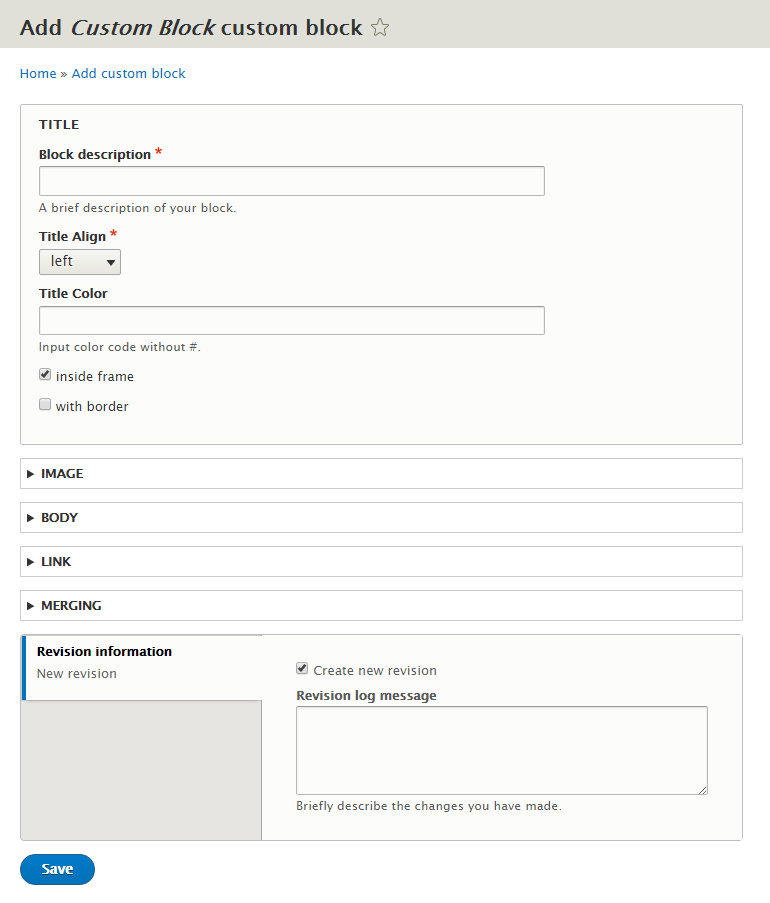 Add Custom Block custom block
Home » Add custom block
TITLE
Block description *
A brief description of your block.
Title Align *
left
Title Color
Input color code without #.
inside frame
with border
IMAGE
BODY
LINK
MERGING
Revision information
New revision
Create new revision
Revision log message
Briefly describe the changes you have made.
Save